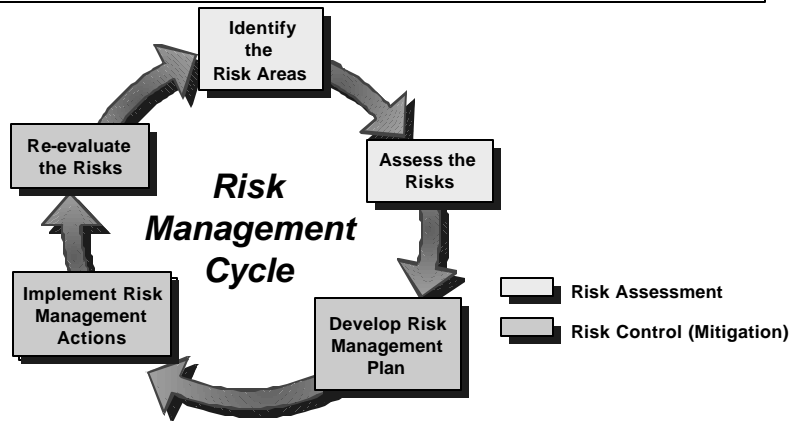 Identify
the
Risk Areas
Assess the
Risks
Develop Risk
Management
Plan
Implement Risk
Management
Actions
Re-evaluate
the Risks
Risk
Management
Cycle
Risk Assessment
Risk Control (Mitigation)